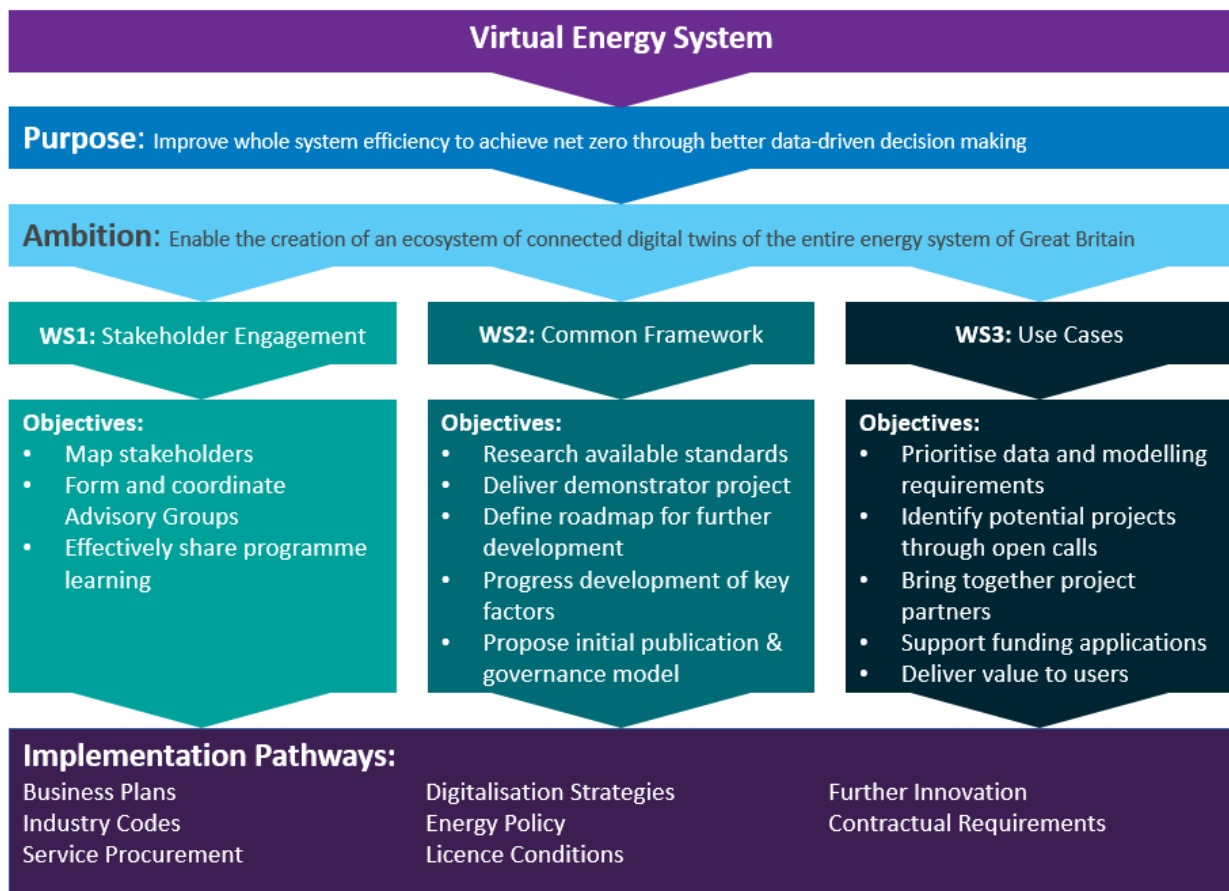 Virtual Energy System
Purpose: Improve whole system efficiency to achieve net zero through better data-driven decision making
Ambition: Enable the creation of an ecosystem of connected digital twins of the entire energy system of Great Britain
WS1: Stakeholder Engagement
Objectives:
• Map stakeholders
• Form and coordinate
Advisory Groups
• Effectively share programme
learning
WS2: Common Framework
Objectives:
• Research available standards
• Deliver demonstrator project
• Define roadmap for further
development
• Progress development of key
factors
• Propose initial publication &
governance model
WS3: Use Cases
Objectives:
• Prioritise data and modelling
requirements
• Identify potential projects
through open calls
• Bring together project
partners
• Support funding applications
• Deliver value to users
Implementation Pathways:
Business Plans
Industry Codes
Service Procurement
Digitalisation Strategies
Energy Policy
Licence Conditions
Further Innovation
Contractual Requirements